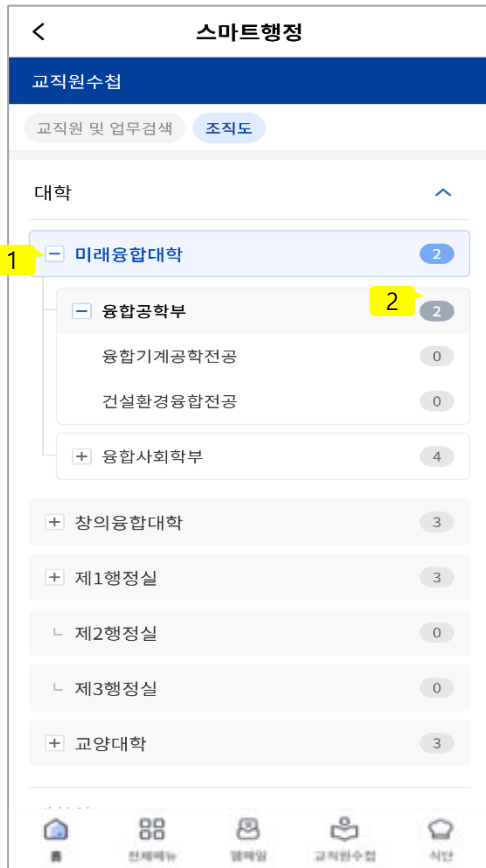 스마트행정
교직원수첩
교직원 및 업무검색 조직도
대학
1 미래융합대학 2
융합공학부 2 2
융합기계공학전공 0
건설환경융합전공 0
융합사회학부 4
창의융합대학 3
제1행정실 3
제2행정실 0
제3행정실 0
교양대학 3
홈 전체메뉴 웹메일 교직원수첩 식단